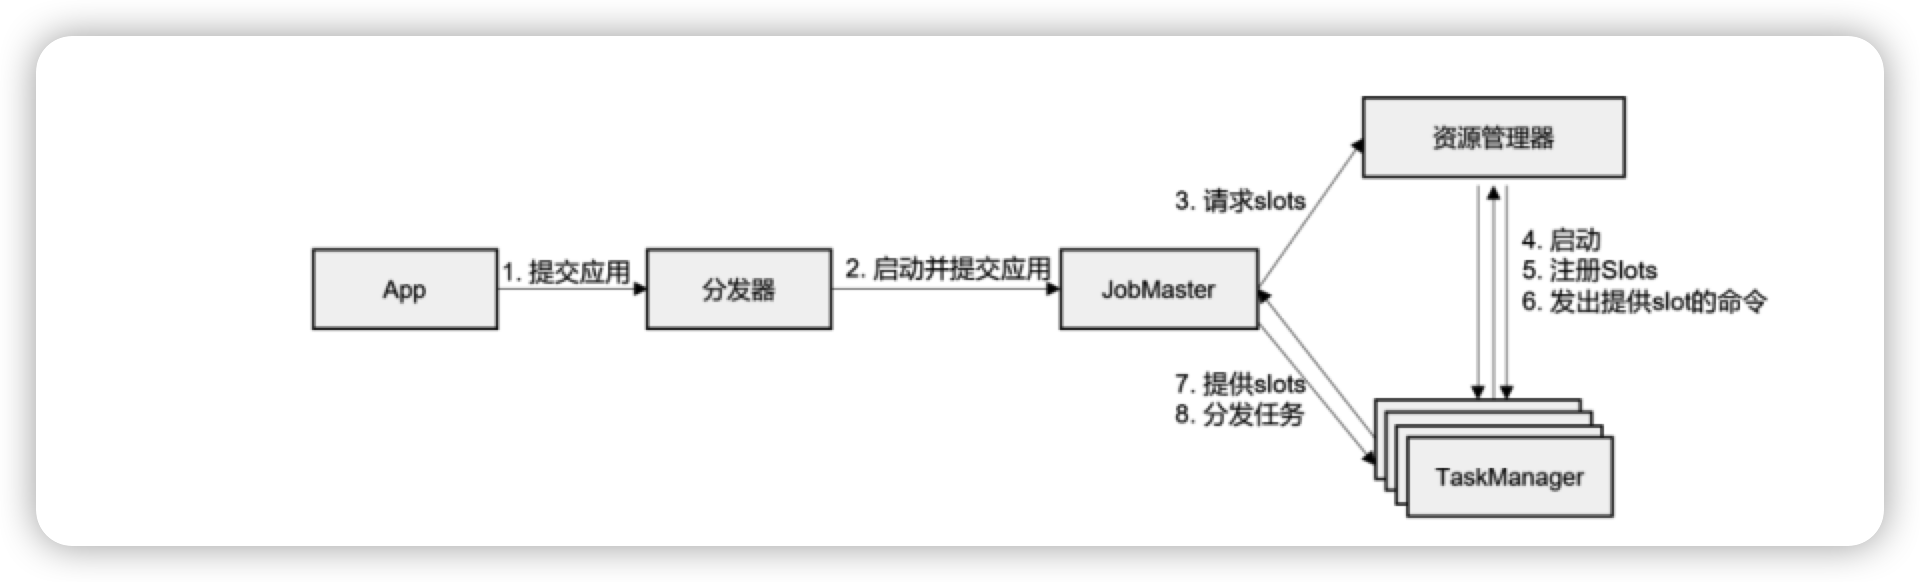 资源管理器
3. 请求slots
4. 启动
5. 注册Slots
6. 发出提供slot的命令
App
1. 提交应用
分发器
2. 启动并提交应用
JobMaster
7. 提供slots
8. 分发任务
TaskManager